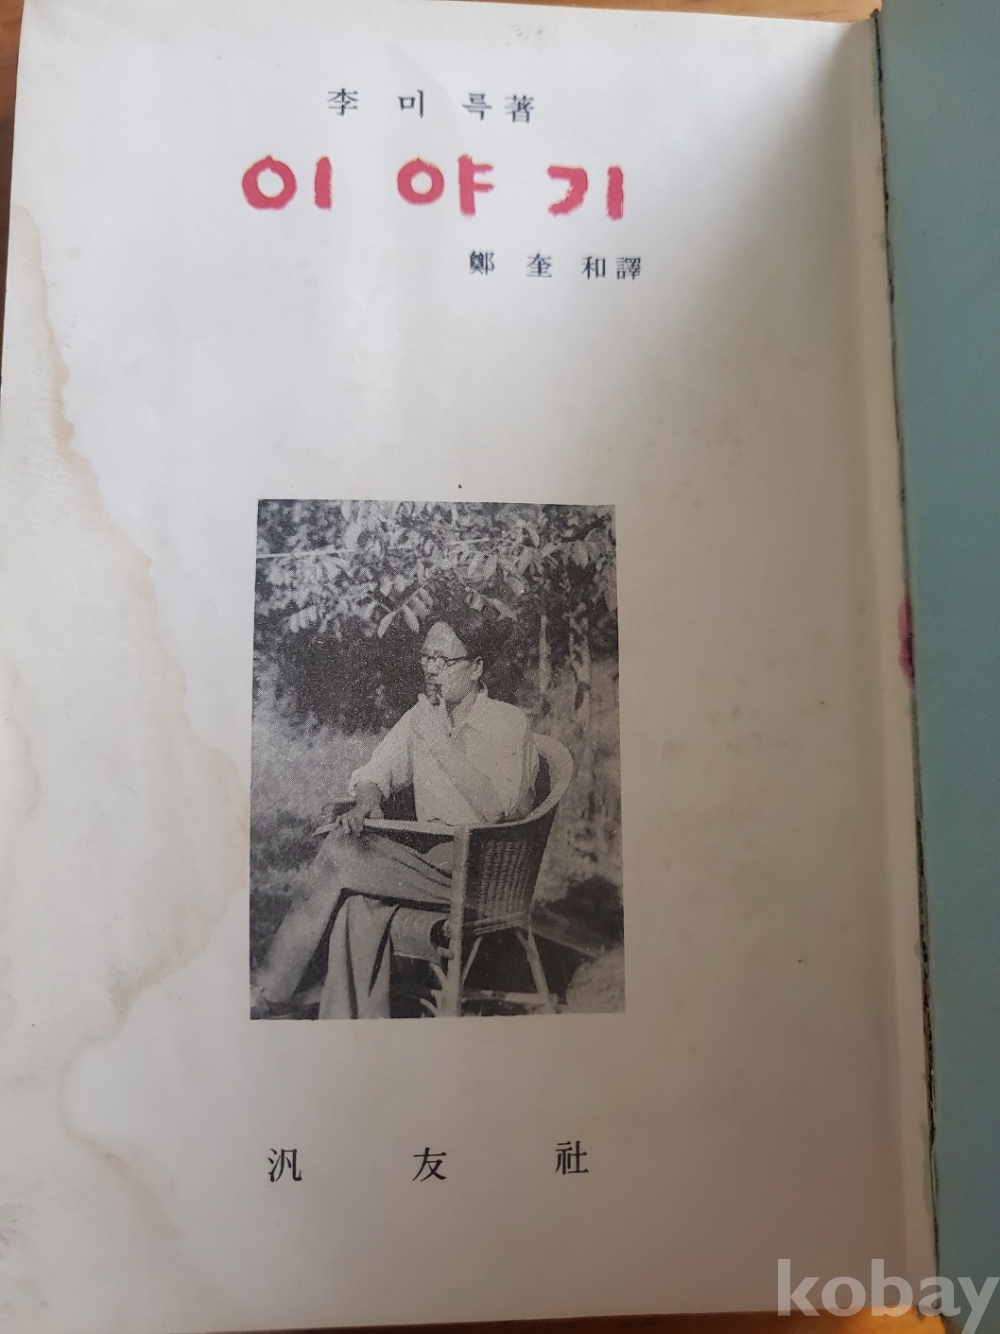 李 미 륵 著
이야기
鄭 奎 和 譯
汎 友 社
kobay